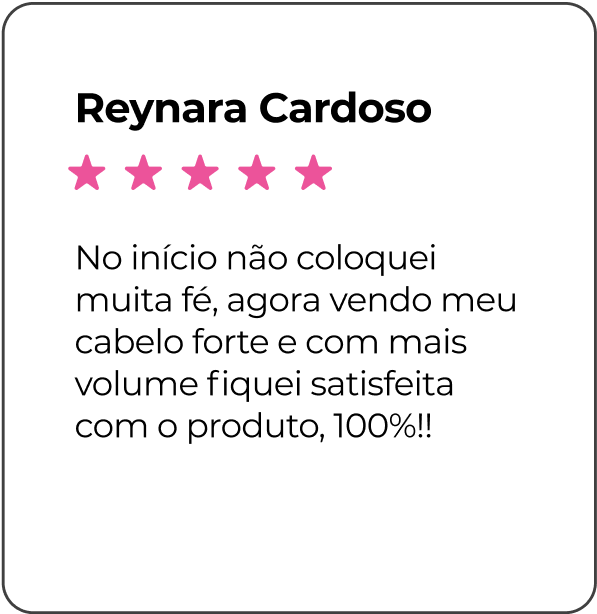 Reynara Cardoso
No início não coloquei
muita fé, agora vendo meu
cabelo forte e com mais
volume fiquei satisfeita
com o produto, 100%!!